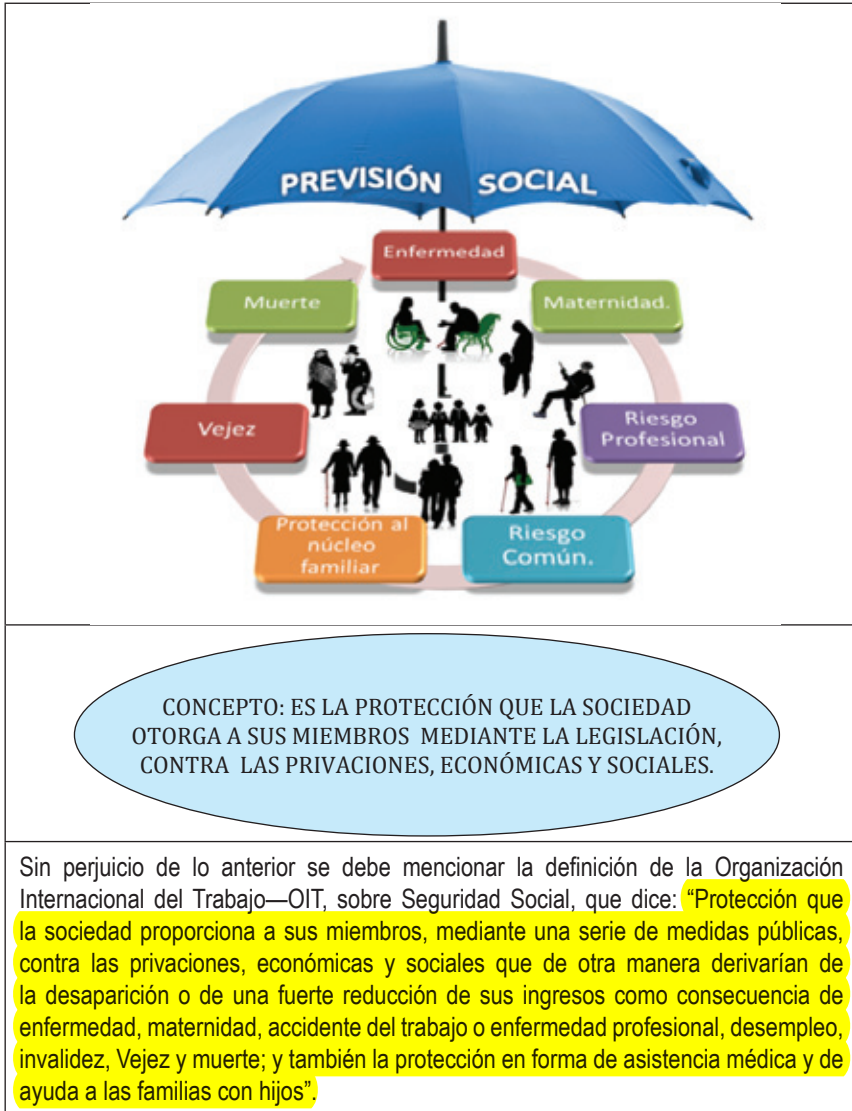 PREVISIÓN SOCIAL
Enfermedad
Muerte
Maternidad.
Vejez
Riesgo
Profesional
Protección al
núcleo
familiar
Riesgo
Común.
CONCEPTO: ES LA PROTECCIÓN QUE LA SOCIEDAD
OTORGA A SUS MIEMBROS MEDIANTE LA LEGISLACIÓN,
CONTRA LAS PRIVACIONES, ECONÓMICAS Y SOCIALES.
Sin perjuicio de lo anterior se debe mencionar la definición de la Organización
Internacional del Trabajo—OIT, sobre Seguridad Social, que dice: “Protección que
la sociedad proporciona a sus miembros, mediante una serie de medidas públicas,
contra las privaciones, económicas y sociales que de otra manera derivarían de
la desaparición o de una fuerte reducción de sus ingresos como consecuencia de
enfermedad, maternidad, accidente del trabajo o enfermedad profesional, desempleo,
invalidez, Vejez y muerte; y también la protección en forma de asistencia médica y de
ayuda a las familias con hijos”.